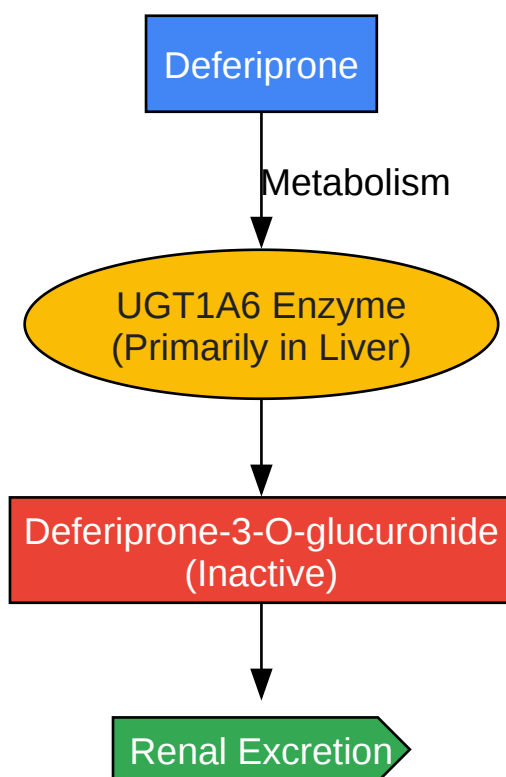 Deferiprone
Metabolism
UGT1A6 Enzyme
(Primarily in Liver)
Deferiprone-3-O-glucuronide
(Inactive)
Renal Excretion